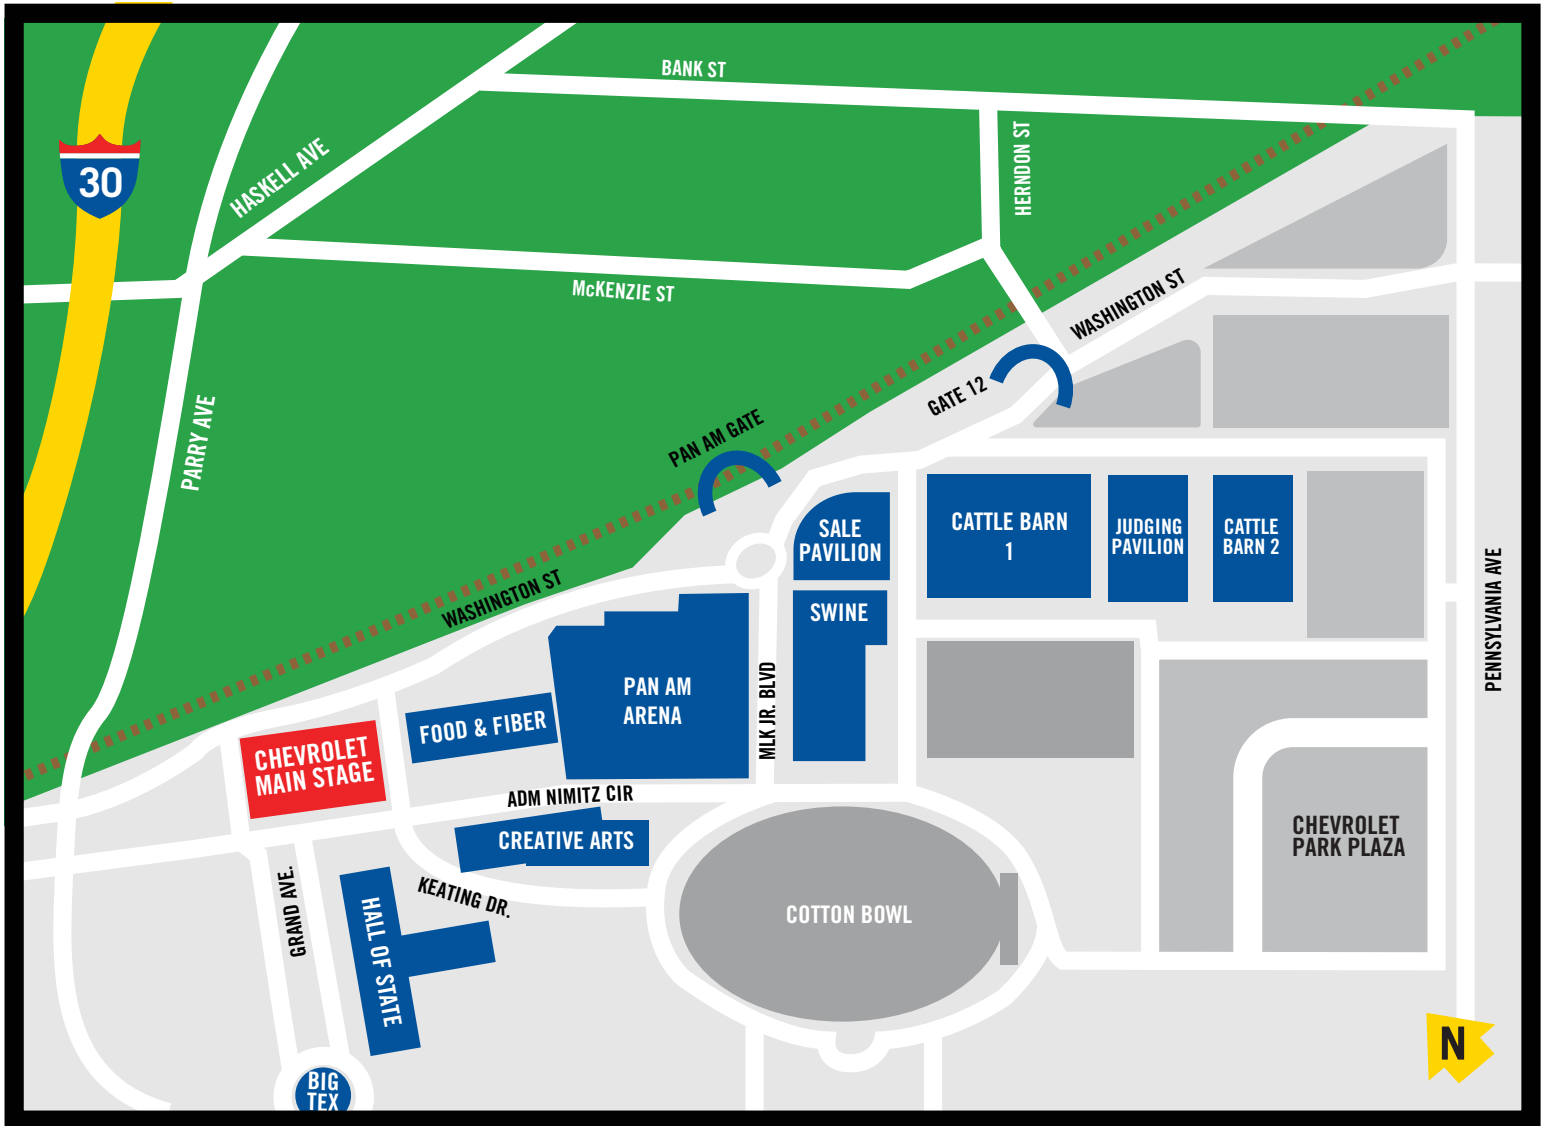 BANK ST
HERNDON ST
30
HASKELL AVE
McKENZIE ST
WASHINGTON ST
GATE 12
PARRY AVE
PAN AM GATE
SALE
PAVILION
CATTLE BARN
1
JUDGING
PAVILION
CATTLE
BARN 2
WASHINGTON ST
SWINE
PENNSYLVANIA AVE
PAN AM
ARENA
MLK JR. BLVD
FOOD & FIBER
CHEVROLET
MAIN STAGE
ADM NIMITZ CIR
CREATIVE ARTS
CHEVROLET
PARK PLAZA
KEATING DR.
GRAND AVE.
HALL OF STATE
COTTON BOWL
N
BIG
TEX